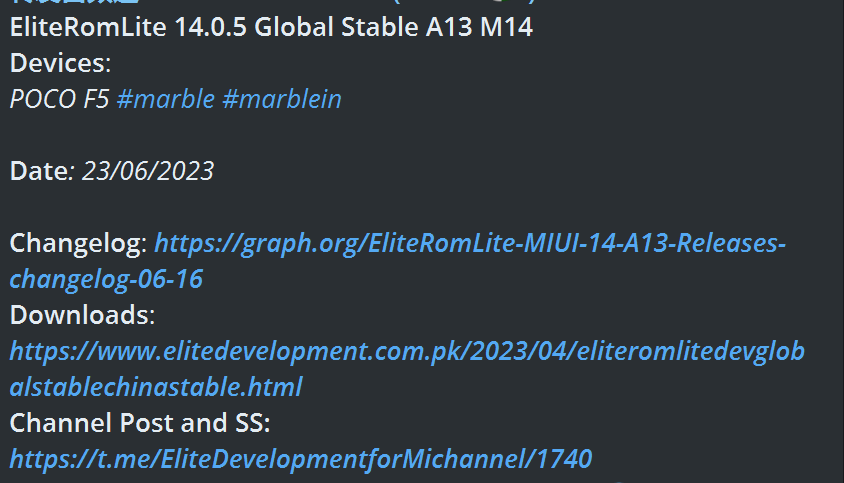 EliteRomLite 14.0.5 Global Stable A13 M14
Devices:
POCO F5 #marble #marblein
Date: 23/06/2023
Changelog: https://graph.org/EliteRomLite-MIUI-14-A13-Releases-
changelog-06-16
Downloads:
https://www.elitedevelopment.com.pk/2023/04/eliteromlitedevglob
alstablechinastable.html
Channel Post and SS:
https://t.me/EliteDevelopmentforMichannel/1740